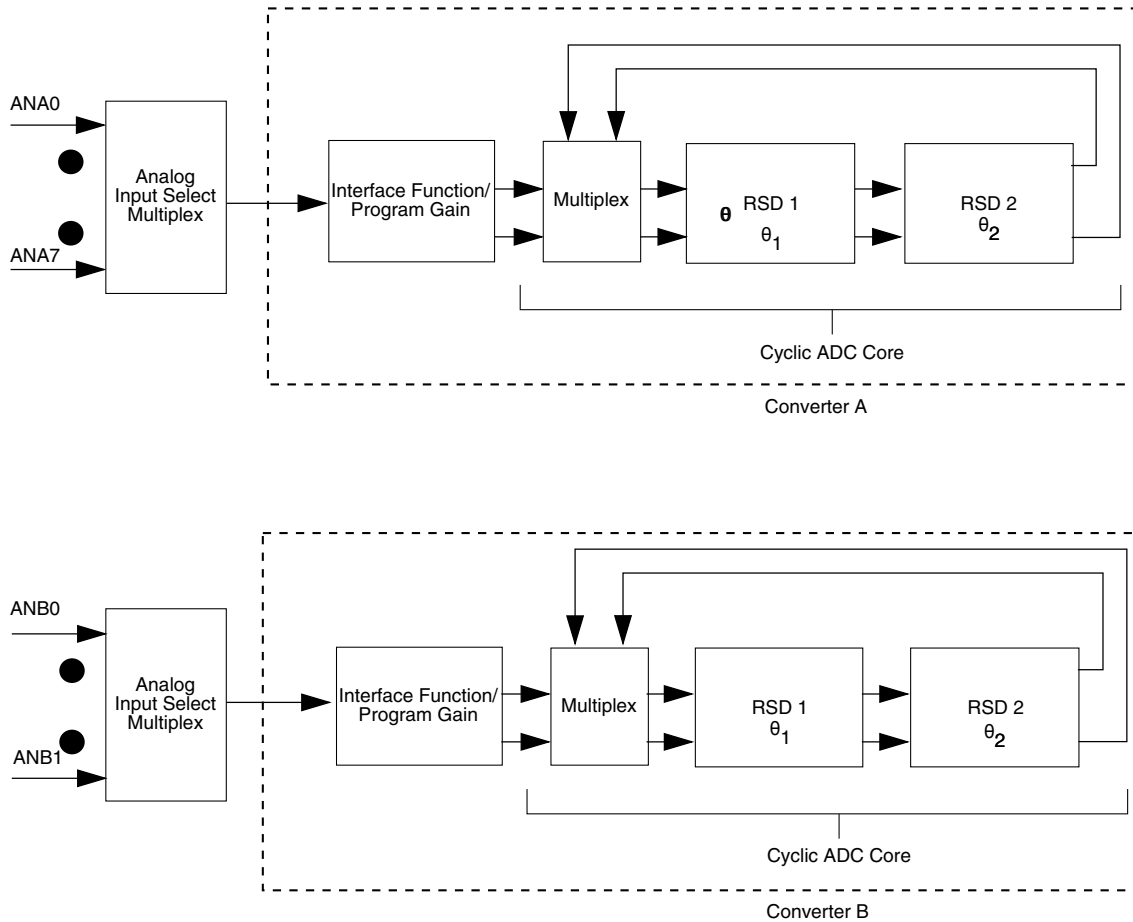 ANA0
ANA7
Analog
Input Select
Multiplex
Interface Function/
Program Gain
Multiplex
θ
RSD 1
θ1
RSD 2
θ2
Cyclic ADC Core
Converter A
ANB0
ANB1
Analog
Input Select
Multiplex
Interface Function/
Program Gain
Multiplex
RSD 1
θ1
RSD 2
θ2
Cyclic ADC Core
Converter B